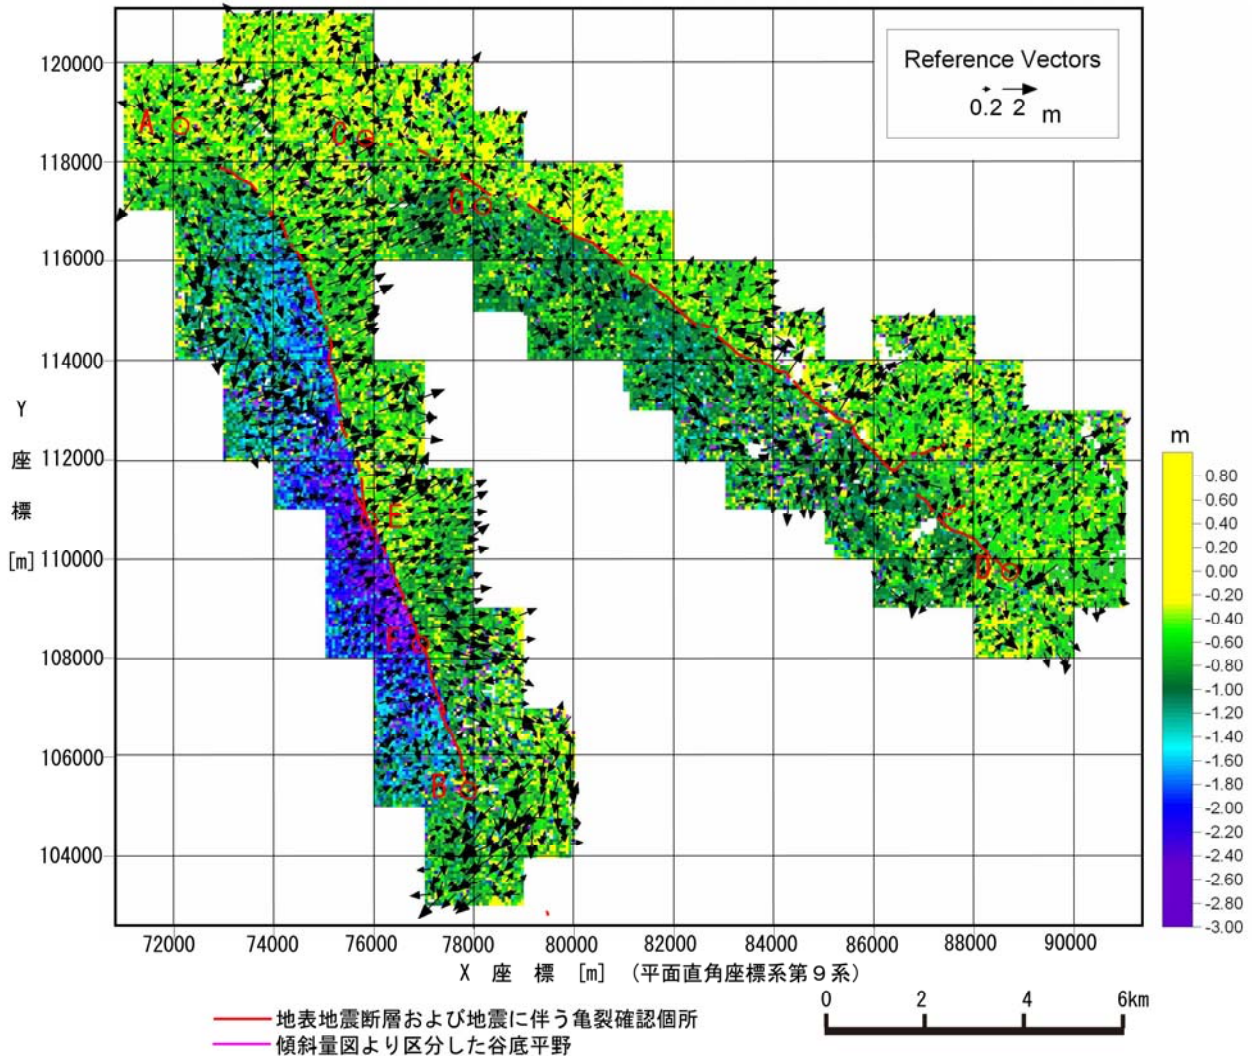 Reference Vectors
0.2 2 m
120000
118000
116000
114000
112000
110000
108000
106000
104000
Y
座
標
[m]
A
C
G
E
F
B
D
m
0.80
0.60
0.40
0.20
0.00
-0.20
-0.40
-0.60
-0.80
-1.00
-1.20
-1.40
-1.60
-1.80
-2.00
-2.20
-2.40
-2.60
-2.80
-3.00
72000 74000 76000 78000 80000 82000 84000 86000 88000 90000
X 座 標 [m] (平面直角座標系第9系)
0 2 4 6km
地表地震断層および地震に伴う亀裂確認個所
傾斜量図より区分した谷底平野